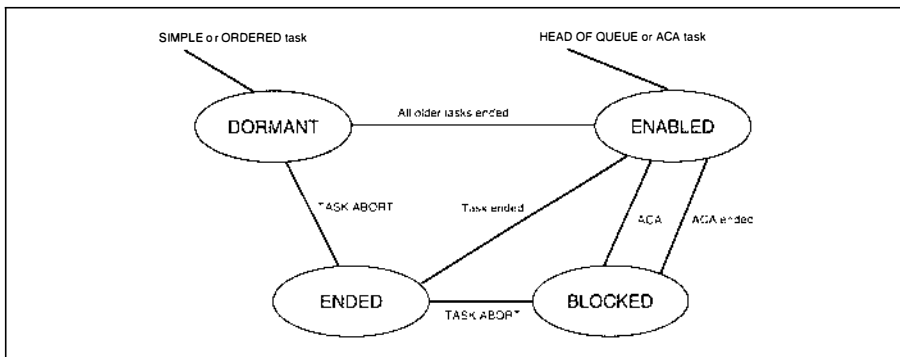 SIMPLE or ORDERED task
HEAD OF QUEUE or ACA task
DORMANT
All older tasks ended
ENABLED
TASK ABORT
Task ended
ACA
ACA ended
ENDED
TASK ABORT
BLOCKED